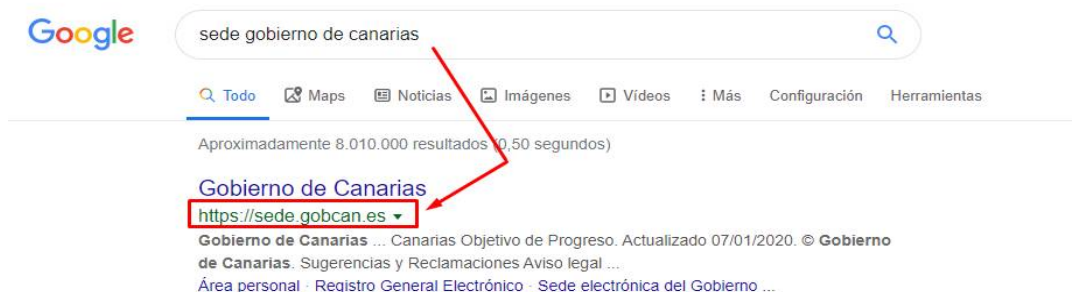 Google
sede gobierno de canarias
Todo Maps Noticias Imágenes Vídeos Más Configuración Herramientas
Aproximadamente 8.010.000 resultados (0,50 segundos)
Gobierno de Canarias
https://sede.gobcan.es
Gobierno de Canarias ... Canarias Objetivo de Progreso. Actualizado 07/01/2020. © Gobierno
de Canarias. Sugerencias y Reclamaciones Aviso legal ...
Área personal · Registro General Electrónico · Sede electrónica del Gobierno ...